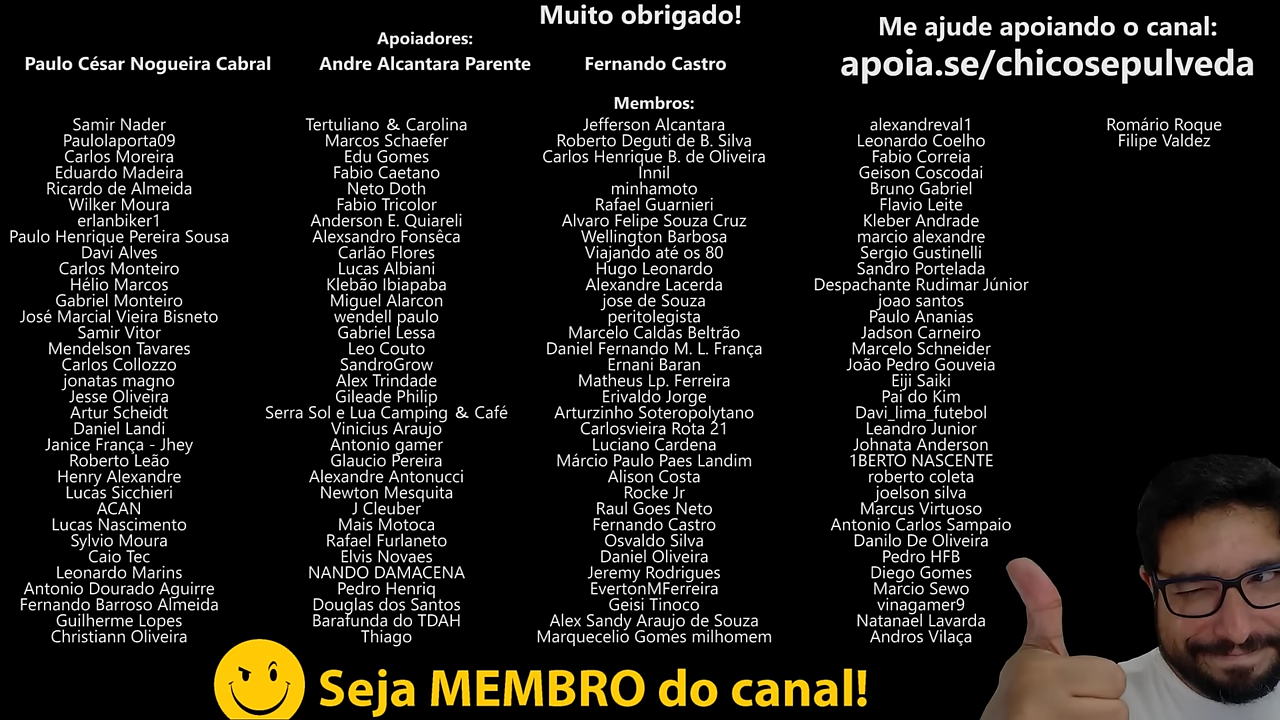 Muito obrigado!
Me ajude apoiando o canal:
apoia.se/chicosepulveda
Apoiadores:
Paulo César Nogueira Cabral
Andre Alcantara Parente
Fernando Castro
Membros:
Samir Nader
Paulolaporta09
Carlos Moreira
Eduardo Madeira
Ricardo de Almeida
Wilker Moura
erlanbiker1
Paulo Henrique Pereira Sousa
Davi Alves
Carlos Monteiro
Hélio Marcos
Gabriel Monteiro
José Marcial Vieira Bisneto
Samir Vitor
Mendelson Tavares
Carlos Collozzo
jonatas magno
Jesse Oliveira
Artur Scheidt
Daniel Landi
Janice França - Jhey
Roberto Leão
Henry Alexandre
Lucas Sicchieri
ACAN
Lucas Nascimento
Sylvio Moura
Caio Tec
Leonardo Marins
Antonio Dourado Aguirre
Fernando Barroso Almeida
Guilherme Lopes
Christiann Oliveira
Tertuliano & Carolina
Marcos Schaefer
Edu Gomes
Fabio Caetano
Neto Doth
Fabio Tricolor
Anderson E. Quiareli
Alexsandro Fonsêca
Carlão Flores
Lucas Albiani
Klebão Ibiapaba
Miguel Alarcon
wendell paulo
Gabriel Lessa
Leo Couto
SandroGrow
Alex Trindade
Gileade Philip
Serra Sol e Lua Camping & Café
Vinicius Araujo
Antonio gamer
Glaucio Pereira
Alexandre Antonucci
Newton Mesquita
J Cleuber
Mais Motoca
Rafael Furlaneto
Elvis Novaes
NANDO DAMACENA
Pedro Henriq
Douglas dos Santos
Barafunda do TDAH
Thiago
Jefferson Alcantara
Roberto Deguti de B. Silva
Carlos Henrique B. de Oliveira
Innil
minhamoto
Rafael Guarnieri
Alvaro Felipe Souza Cruz
Wellington Barbosa
Viajando até os 80
Hugo Leonardo
Alexandre Lacerda
jose de Souza
peritolegista
Marcelo Caldas Beltrão
Daniel Fernando M. L. França
Ernani Baran
Matheus Lp. Ferreira
Erivaldo Jorge
Arturzinho Soteropolytano
Carlosvieira Rota 21
Luciano Cardena
Márcio Paulo Paes Landim
Alison Costa
Rocke Jr
Raul Goes Neto
Fernando Castro
Osvaldo Silva
Daniel Oliveira
Jeremy Rodrigues
EvertonMFerreira
Geisi Tinoco
Alex Sandy Araujo de Souza
Marquecelio Gomes milhomem
alexandreval1
Leonardo Coelho
Fabio Correia
Geison Coscodai
Bruno Gabriel
Flavio Leite
Kleber Andrade
marcio alexandre
Sergio Gustinelli
Sandro Portelada
Despachante Rudimar Júnior
joao santos
Paulo Ananias
Jadson Carneiro
Marcelo Schneider
João Pedro Gouveia
Eiji Saiki
Pai do Kim
Davi_lima_futebol
Leandro Junior
Johnata Anderson
1BERTO NASCENTE
roberto coleta
joelson silva
Marcus Virtuoso
Antonio Carlos Sampaio
Danilo De Oliveira
Pedro HFB
Diego Gomes
Marcio Sewo
vinagamer9
Natanael Lavarda
Andros Vilaça
Romário Roque
Filipe Valdez
Seja MEMBRO do canal!